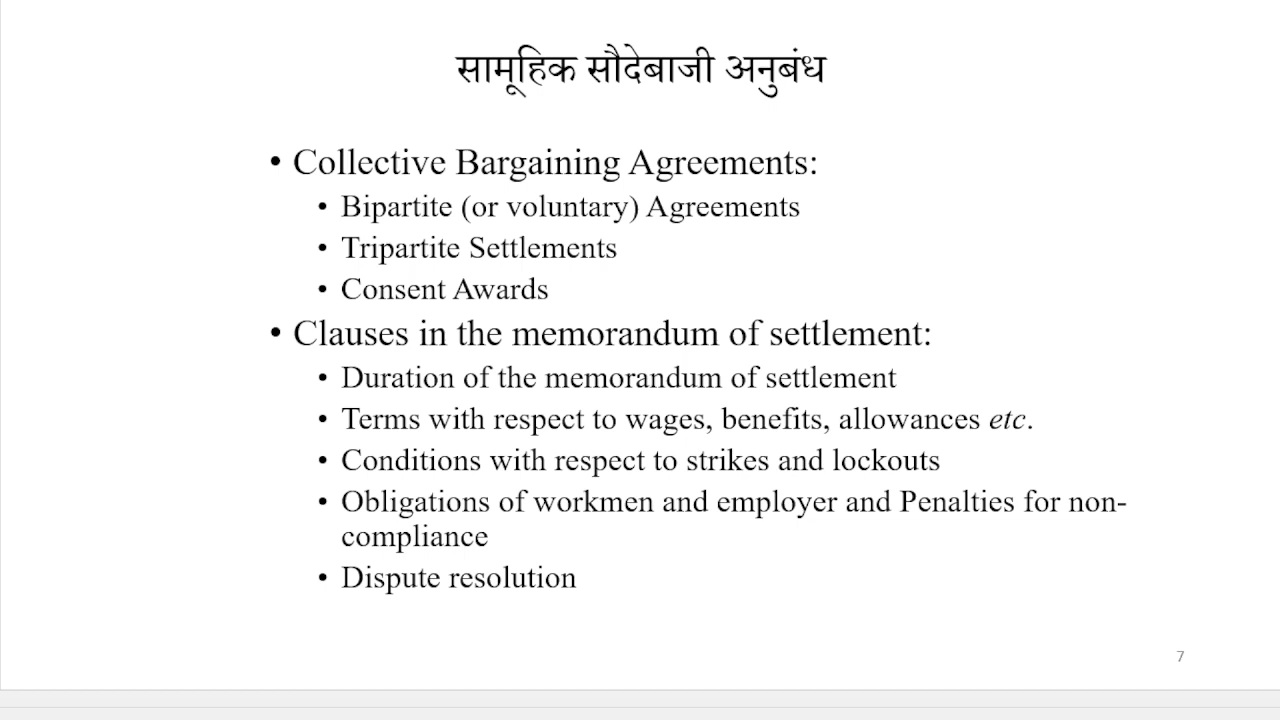 सामूहिक सौदेबाजी अनुबंध
• Collective Bargaining Agreements:
• Bipartite (or voluntary) Agreements
• Tripartite Settlements
• Consent Awards
• Clauses in the memorandum of settlement:
• Duration of the memorandum of settlement
• Terms with respect to wages, benefits, allowances etc.
• Conditions with respect to strikes and lockouts
• Obligations of workmen and employer and Penalties for non-
compliance
• Dispute resolution
7